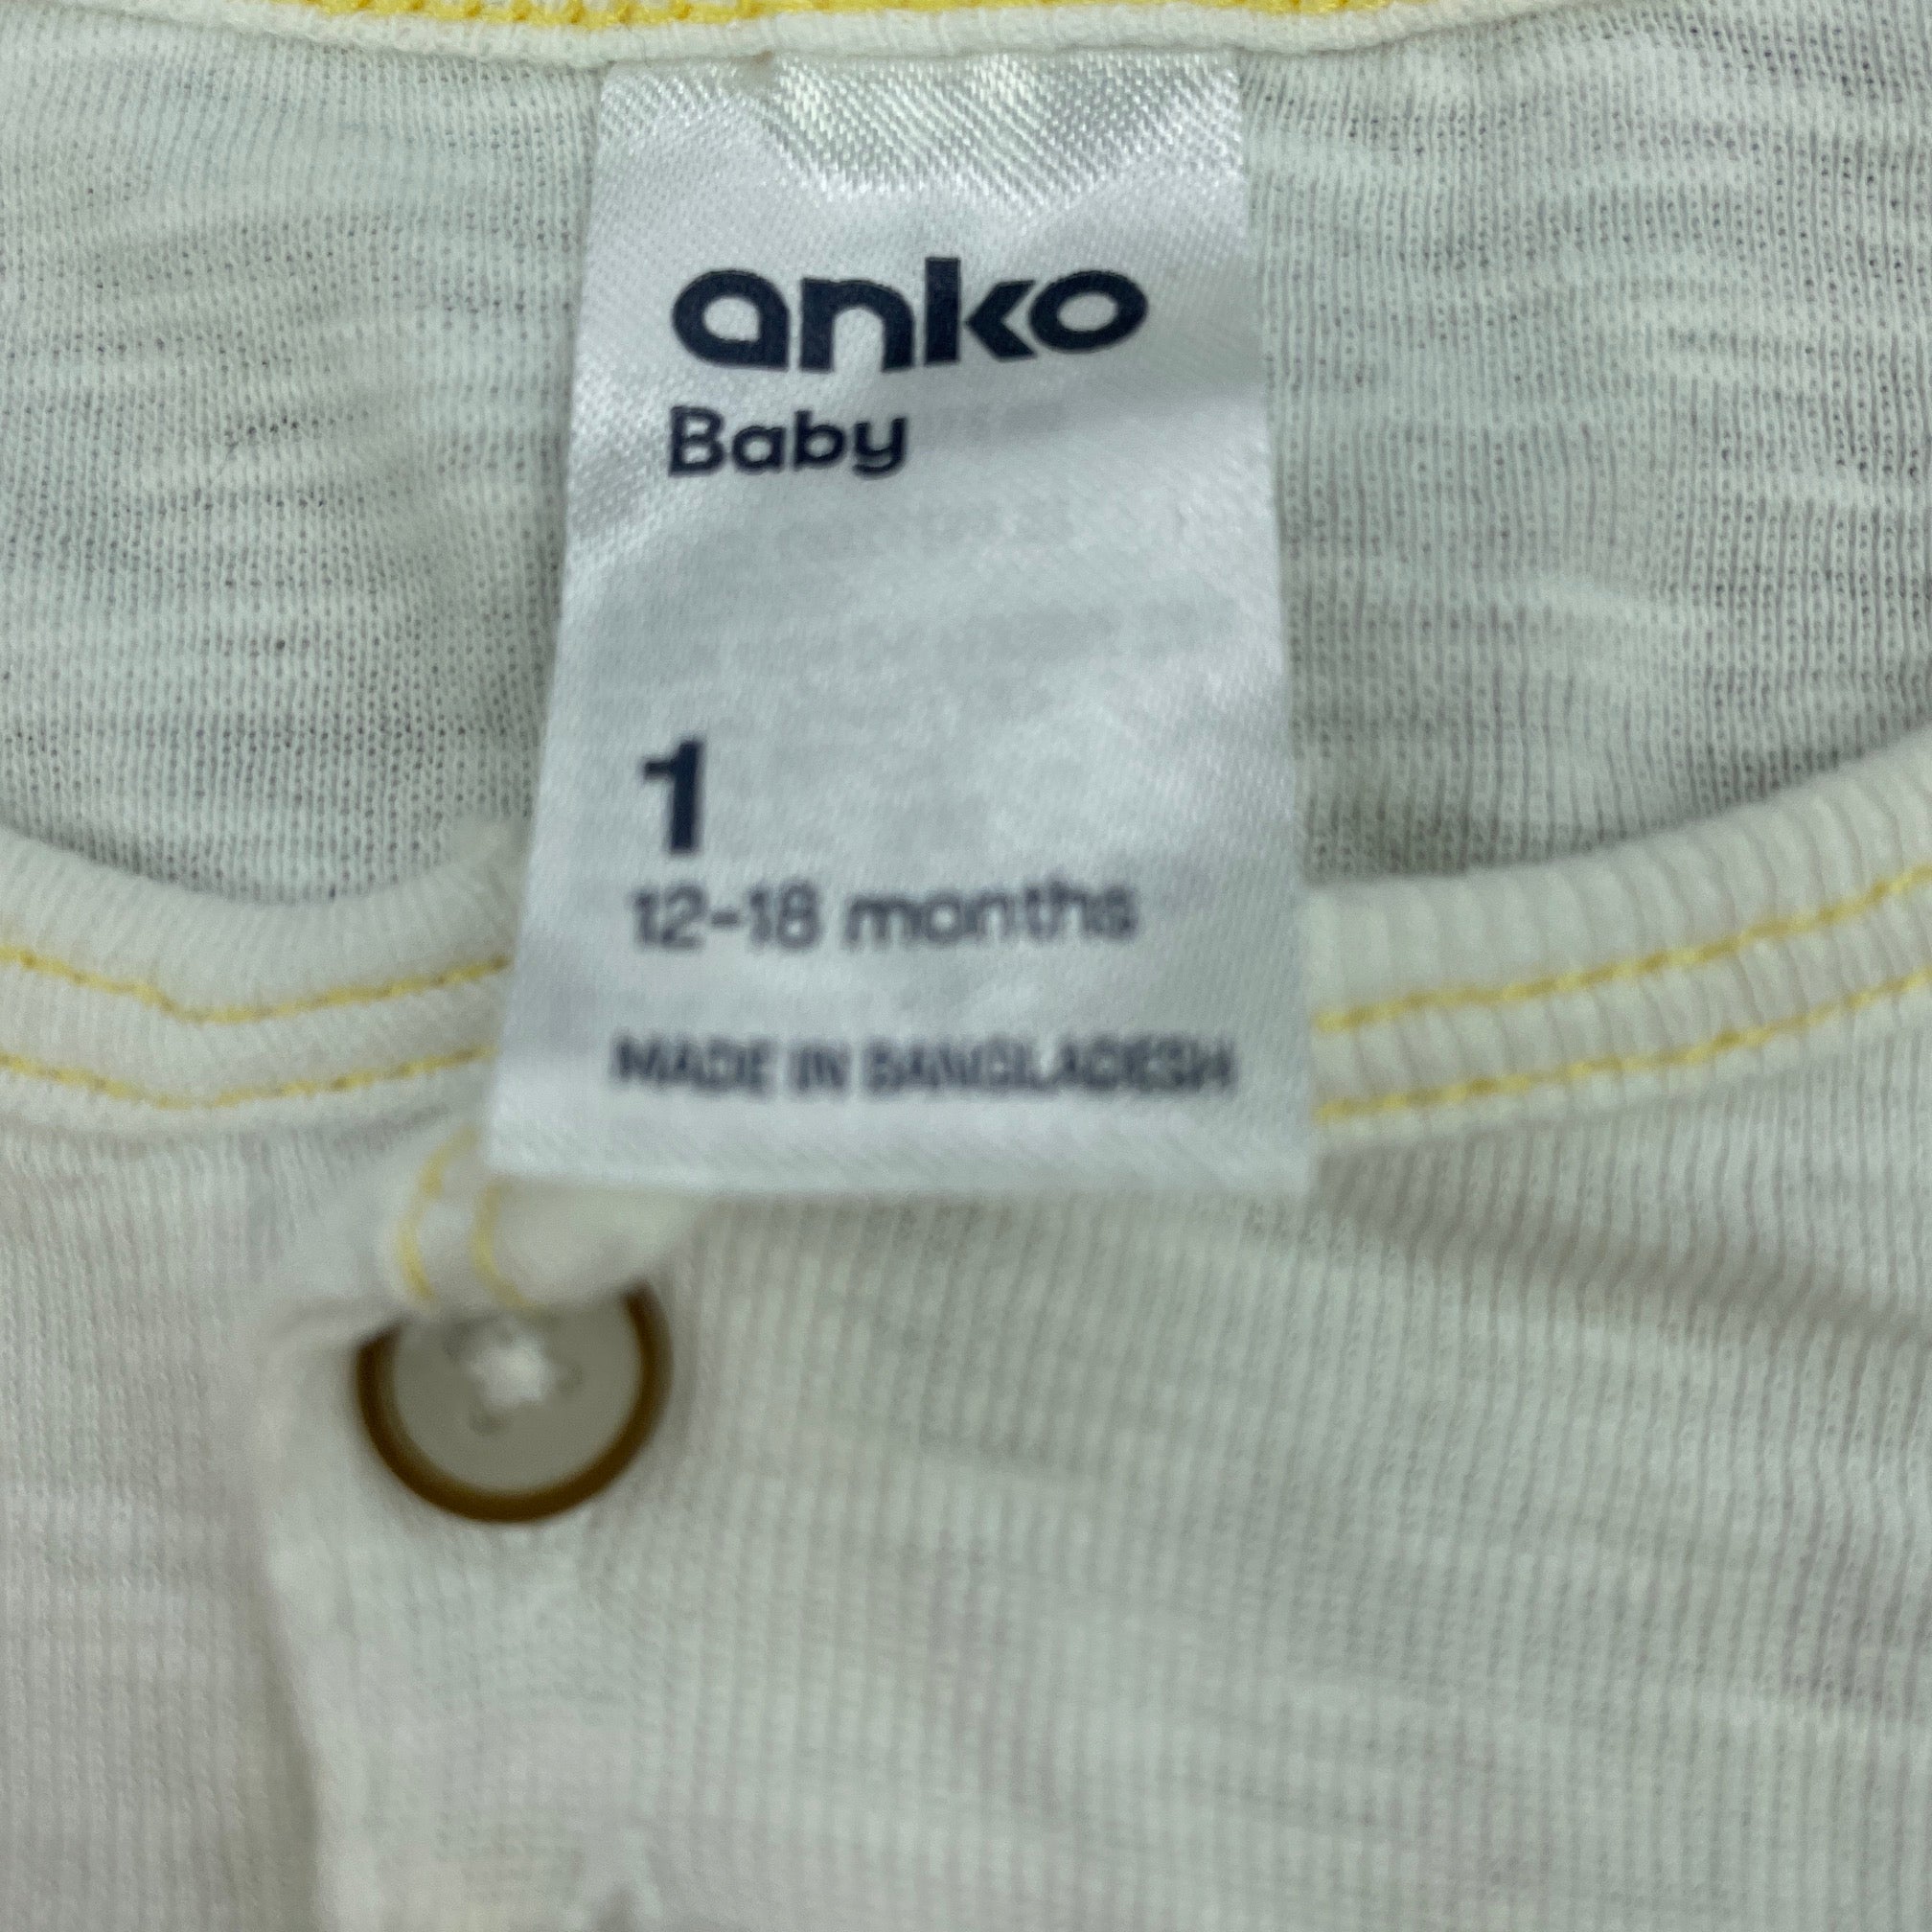 anko
Baby
1
12-18 months
MADE IN BANGLADESH